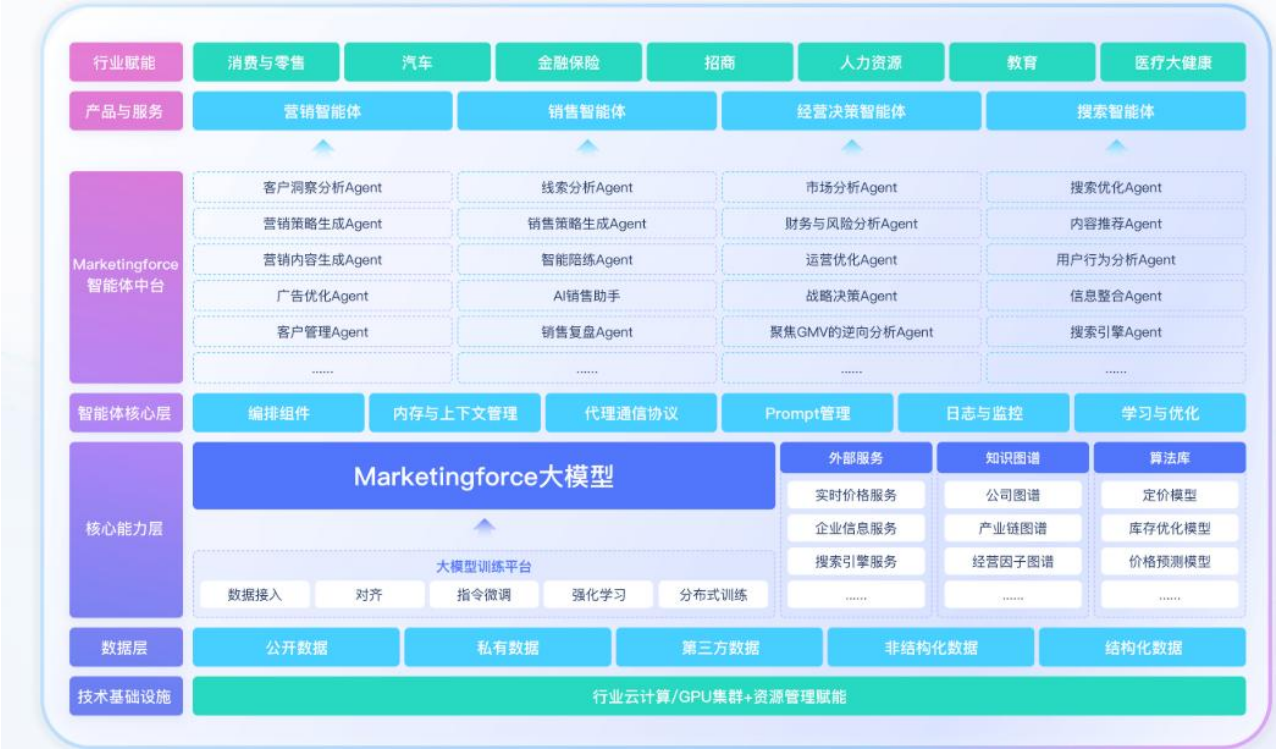 行业赋能 消费与零售 汽车 金融保险 招商 人力资源 教育 医疗大健康
产品与服务 营销智能体 销售智能体 经营决策智能体 搜索智能体
Marketingforce
智能体中台
客户洞察分析Agent 线索分析Agent 市场分析Agent 搜索优化Agent
营销策略生成Agent 销售策略生成Agent 财务与风险分析Agent 内容推荐Agent
营销内容生成Agent 智能陪练Agent 运营优化Agent 用户行为分析Agent
广告优化Agent AI销售助手 战略决策Agent 信息整合Agent
客户管理Agent 销售复盘Agent 聚焦GMV的逆向分析Agent 搜索引擎Agent
...... ...... ...... ......
智能体核心层 编排组件 内存与上下文管理 代理通信协议 Prompt管理 日志与监控 学习与优化
核心能力层
Marketingforce大模型
大模型训练平台
数据接入 对齐 指令微调 强化学习 分布式训练
外部服务 知识图谱 算法库
实时价格服务 公司图谱 定价模型
企业信息服务 产业链图谱 库存优化模型
搜索引擎服务 经营因子图谱 价格预测模型
...... ...... ......
数据层 公开数据 私有数据 第三方数据 非结构化数据 结构化数据
技术基础设施 行业云计算/GPU集群+资源管理赋能